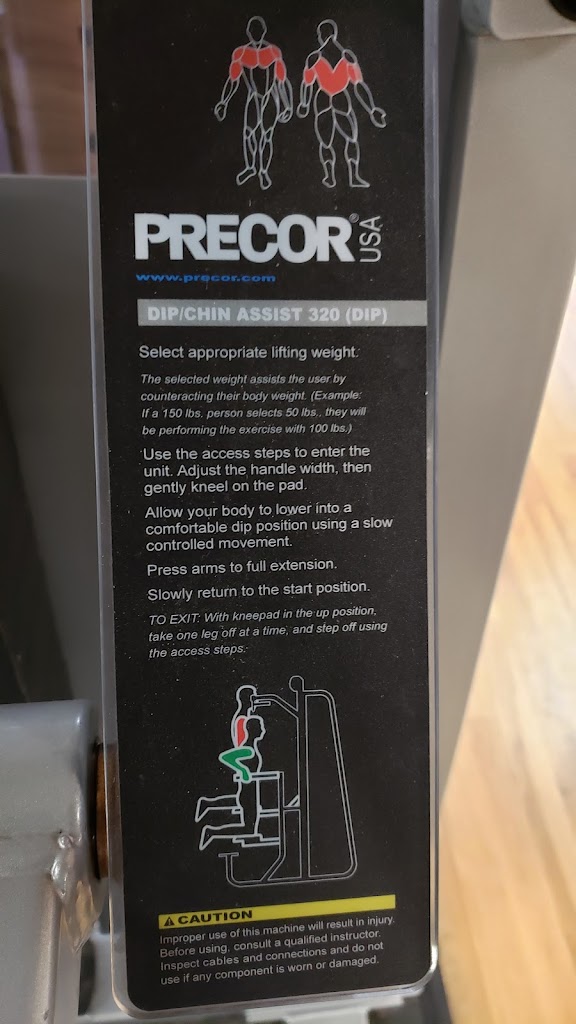 PRECOR® USA
www.precor.com
DIP/CHIN ASSIST 320 (DIP)
Select appropriate lifting weight.
The selected weight assists the user by
counteracting their body weight. (Example:
If a 150 lbs. person selects 50 lbs., they will
be performing the exercise with 100 lbs.)
Use the access steps to enter the
unit. Adjust the handle width, then
gently kneel on the pad.
Allow your body to lower into a
comfortable dip position using a slow
controlled movement.
Press arms to full extension.
Slowly return to the start position.
TO EXIT: With kneepad in the up position,
take one leg off at a time, and step off using
the access steps.
CAUTION
Improper use of this machine will result in injury.
Before using, consult a qualified instructor.
Inspect cables and connections and do not
use if any component is worn or damaged.